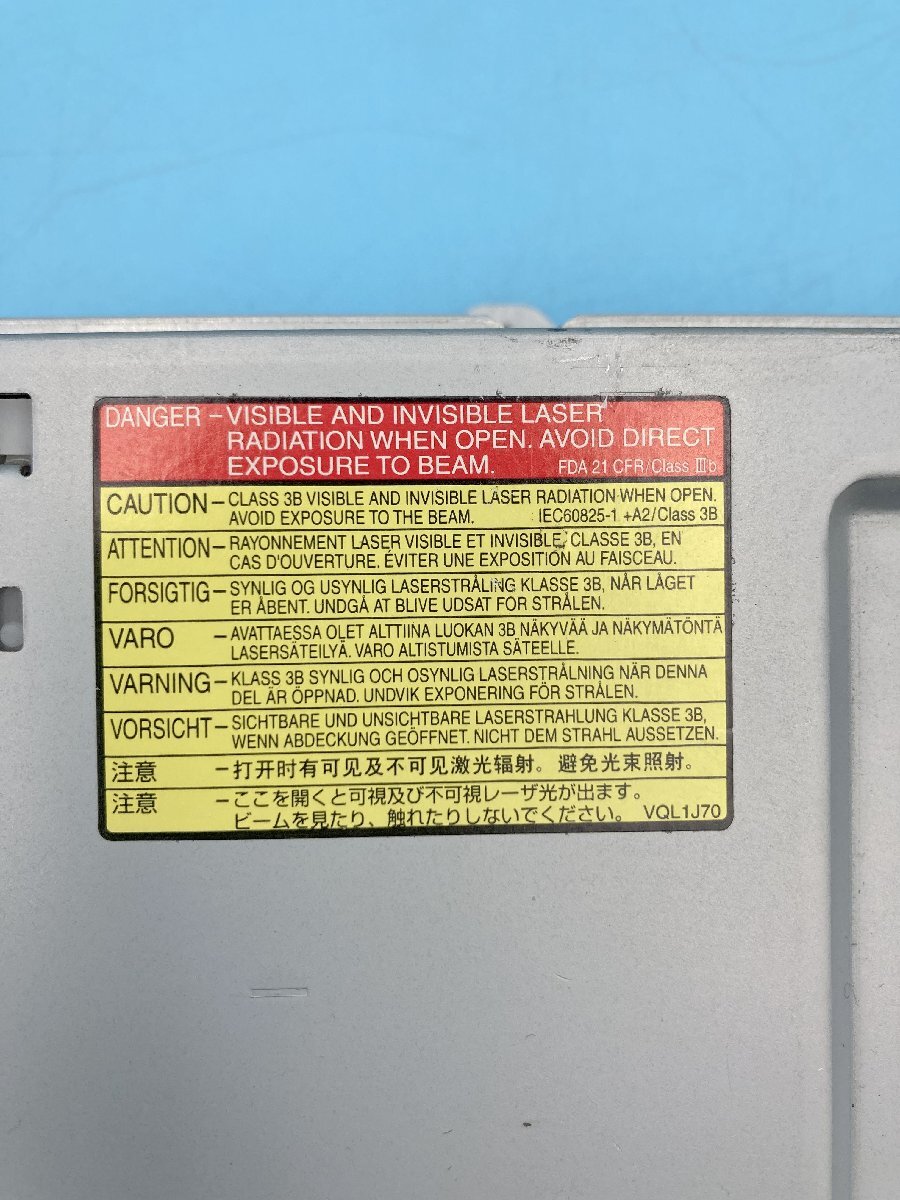 DANGER – VISIBLE AND INVISIBLE LASER
RADIATION WHEN OPEN. AVOID DIRECT
EXPOSURE TO BEAM. FDA 21 CFR/Class Ⅲb
CAUTION – CLASS 3B VISIBLE AND INVISIBLE LASER RADIATION WHEN OPEN.
AVOID EXPOSURE TO THE BEAM. IEC60825-1 +A2/Class 3B
ATTENTION – RAYONNEMENT LASER VISIBLE ET INVISIBLE, CLASSE 3B, EN
CAS D'OUVERTURE. ÉVITER UNE EXPOSITION AU FAISCEAU.
FORSIGTIG – SYNLIG OG USYNLIG LASERSTRÅLING KLASSE 3B, NÅR LÅGET
ER ÅBENT. UNDGÅ AT BLIVE UDSAT FOR STRÅLEN.
VARO – AVATTAESSA OLET ALTTIINA LUOKAN 3B NÄKYVÄÄ JA NÄKYMÄTÖNTÄ
LASERSÄTEILYÄ. VARO ALTISTUMISTA SÄTEELLE.
VARNING – KLASS 3B SYNLIG OCH OSYNLIG LASERSTRÅLNING NÄR DENNA
DEL ÄR ÖPPNAD. UNDVIK EXPONERING FÖR STRÅLEN.
VORSICHT – SICHTBARE UND UNSICHTBARE LASERSTRAHLUNG KLASSE 3B,
WENN ABDECKUNG GEÖFFNET. NICHT DEM STRAHL AUSSETZEN.
注意 – 打开时有可见及不可见激光辐射。避免光束照射。
注意 – ここを開くと可視及び不可視レーザ光が出ます。
ビームを見たり、触れたりしないでください。 VQL1J70